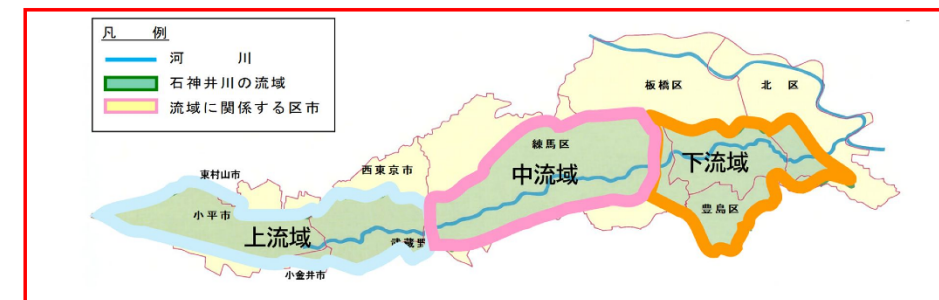 凡 例
河 川
石神井川の流域
流域に関係する区市
板橋区
北 区
練馬区
西東京市
東村山市
中流域
下流域
小平市
豊島区
上流域
小金井市